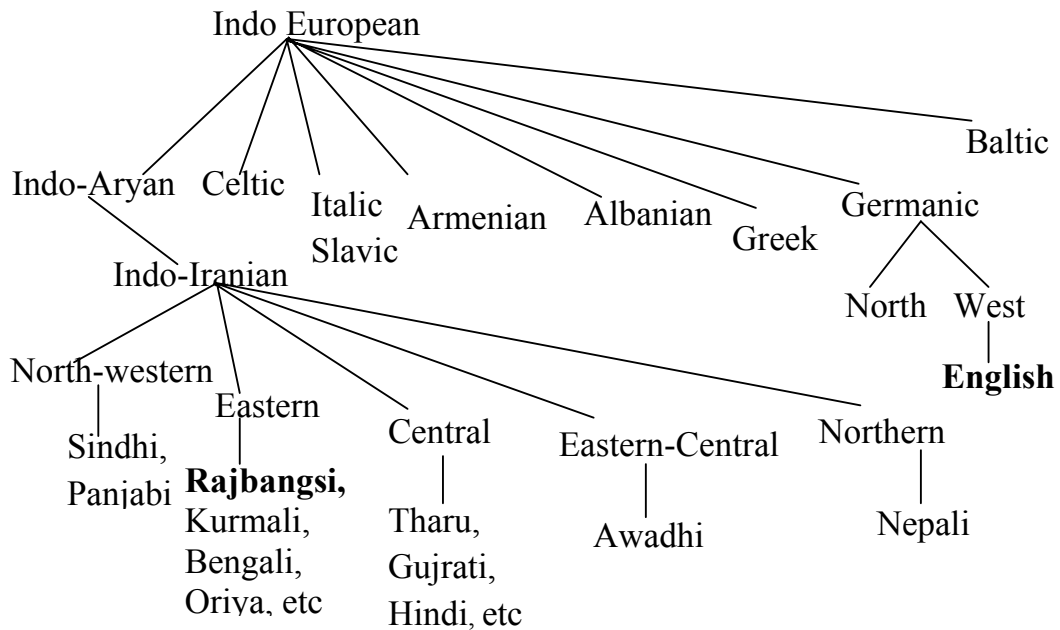 Indo European
Baltic
Indo-Aryan
Celtic
Italic
Slavic
Armenian
Albanian
Greek
Germanic
Indo-Iranian
North
West
English
North-western
Eastern
Central
Eastern-Central
Northern
Sindhi,
Panjabi
Rajbangsi,
Kurmali,
Bengali,
Oriya, etc
Tharu,
Gujrati,
Hindi, etc
Awadhi
Nepali